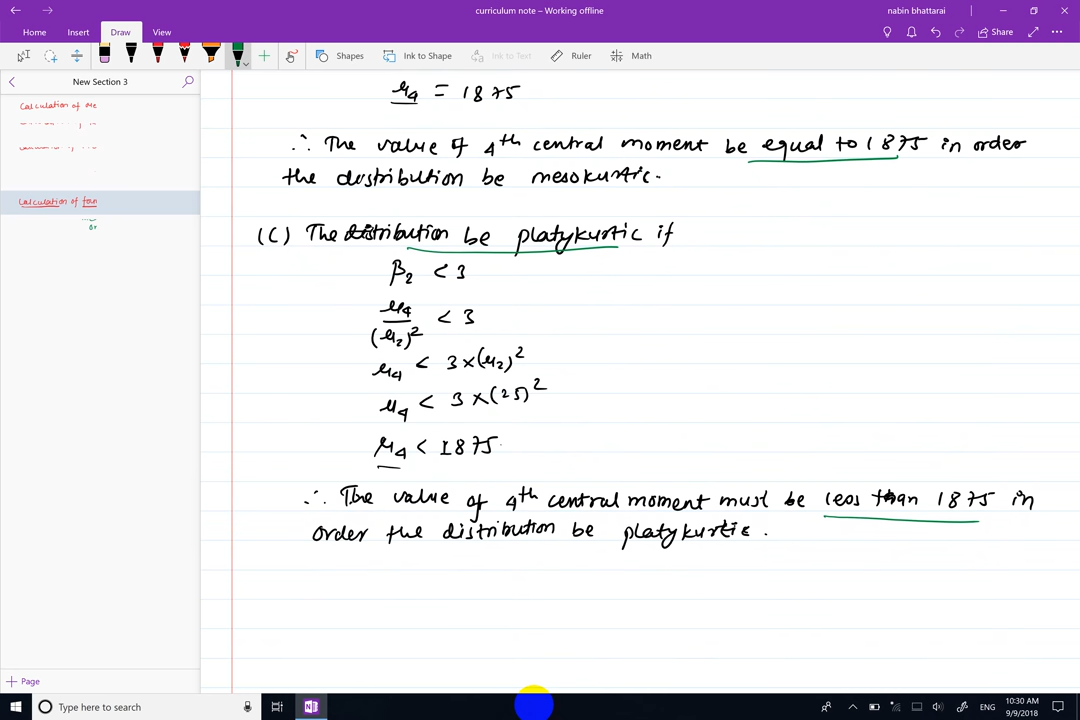 curriculum note – Working offline
nabin bhattarai
Home Insert Draw View
Share
Shapes Ink to Shape Ink to Text Ruler Math
New Section 3
Calculation of Me
Calculation of fan
μ4 = 1875
∴ The value of 4th central moment be equal to 1875 in order
the distribution be mesokurtic.
(C) The distribution be platykurtic if
β2 < 3
μ4/(μ2)² < 3
μ4 < 3×(μ2)²
μ4 < 3×(25)²
μ4 < 1875
∴ The value of 4th central moment must be less than 1875 in
order the distribution be platykurtic.
+ Page
Type here to search
ENG
10:30 AM
9/9/2018